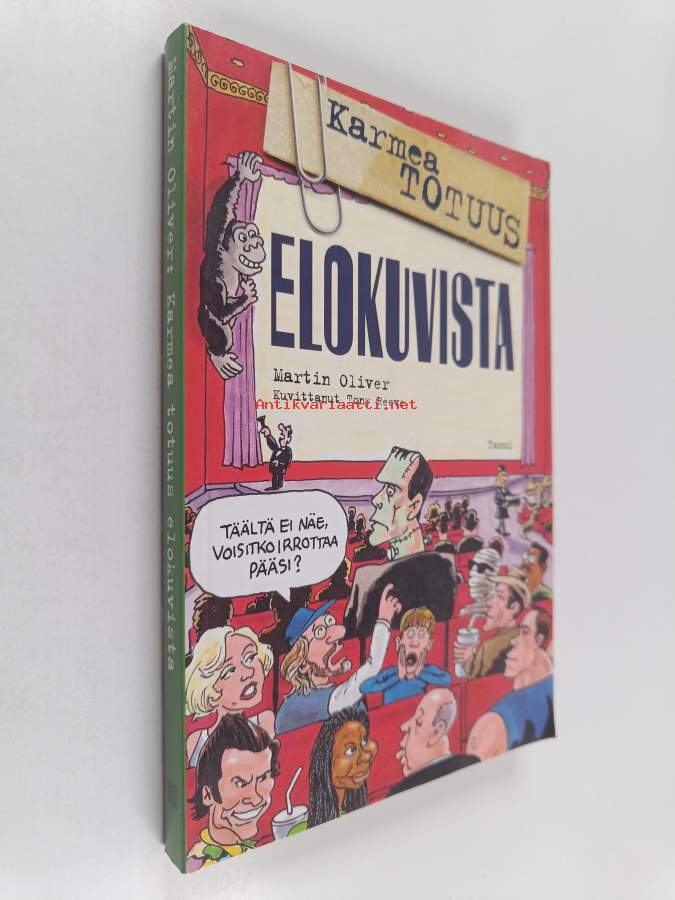 Karmea
TOTUUS
ELOKUVISTA
Martin Oliver
Kuvittanut Tony Reeve
Antikvariaatti.net
Tammi
TÄÄLTÄ EI NÄE,
VOISITKO IRROTTAA
PÄÄSI?
Martin Oliver: Karmea totuus elokuvista